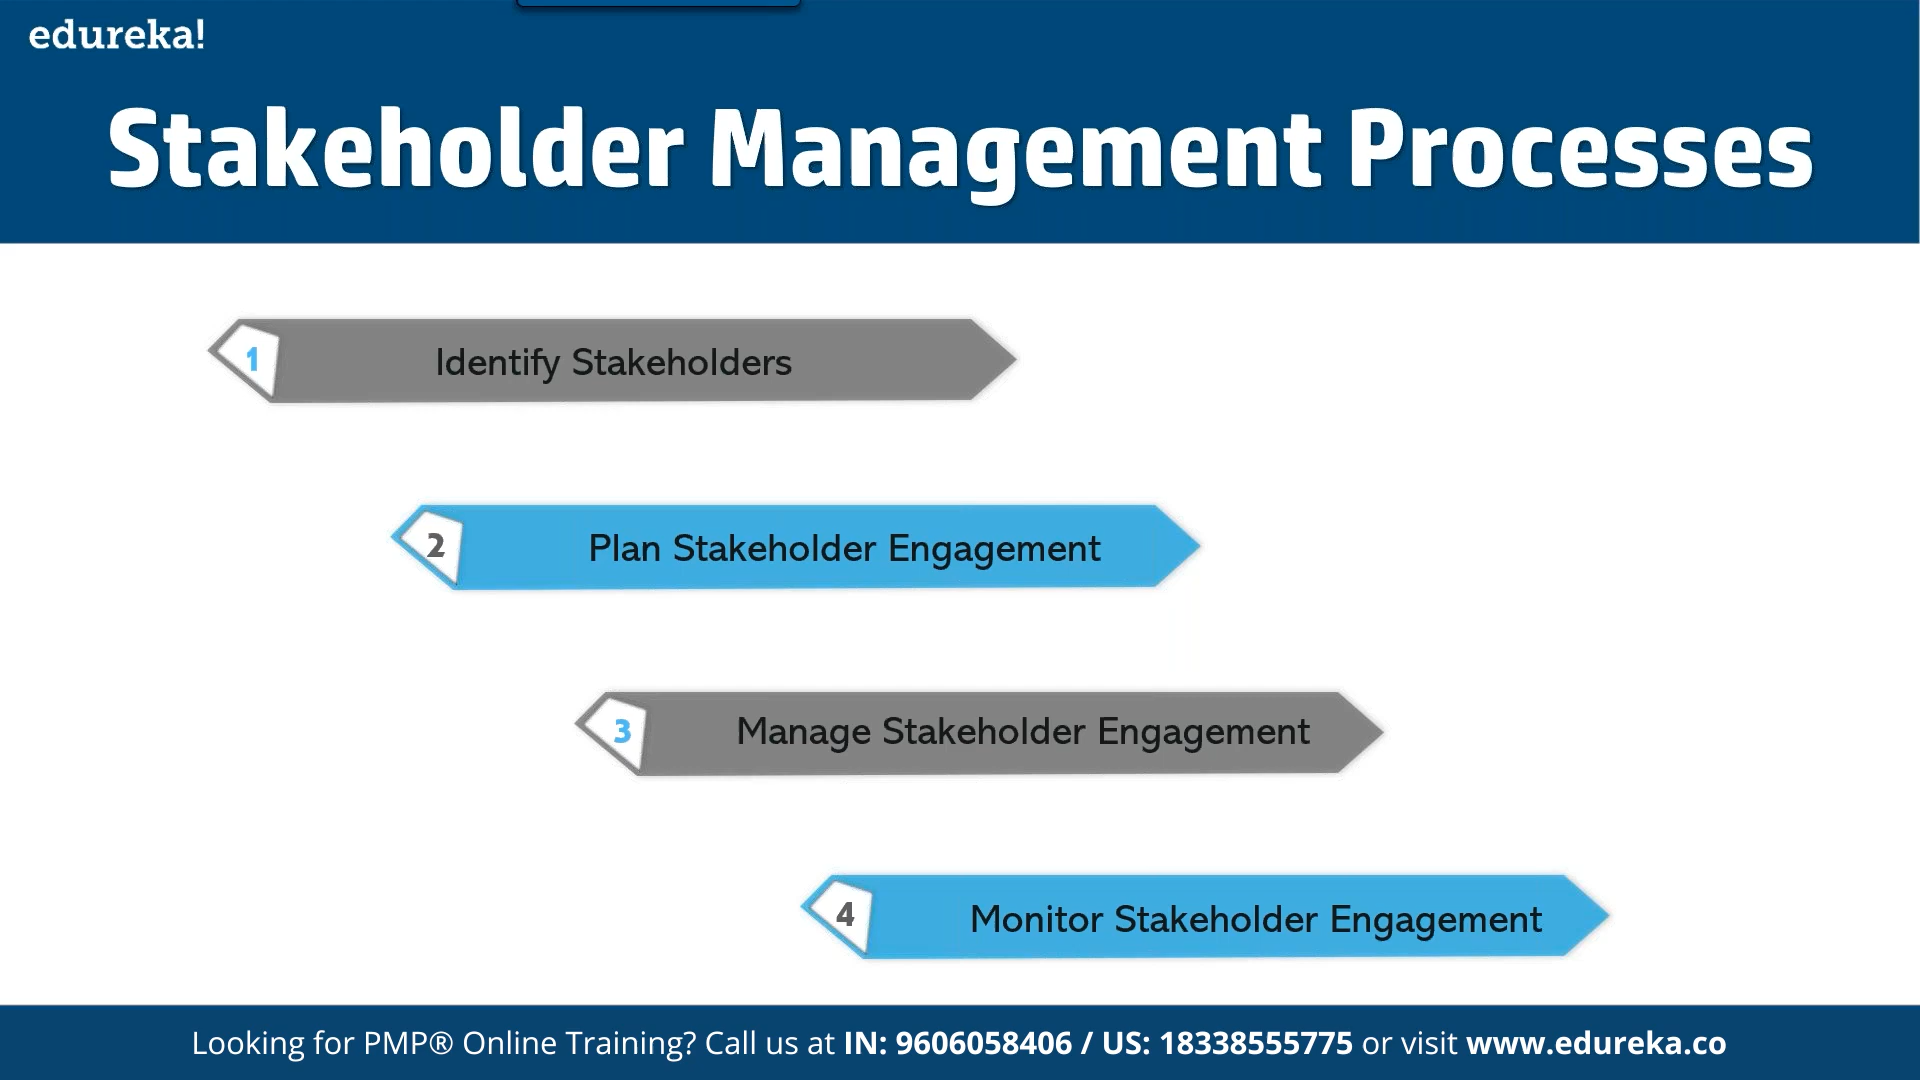 edureka!
Stakeholder Management Processes
1
Identify Stakeholders
2
Plan Stakeholder Engagement
3
Manage Stakeholder Engagement
4
Monitor Stakeholder Engagement
Looking for PMP® Online Training? Call us at IN: 9606058406 / US: 18338555775 or visit www.edureka.co